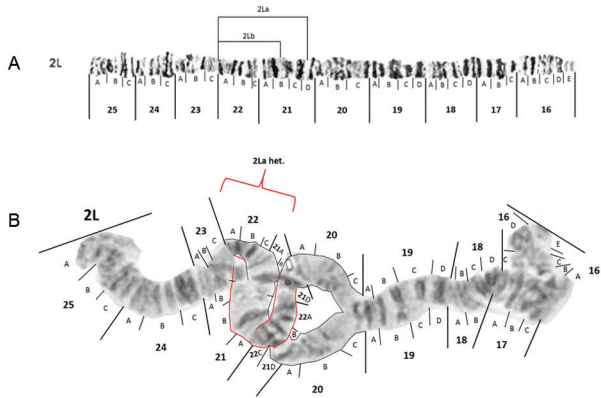 2La
2Lb
A 2L
A B C A B C A B C A B C A B C D A B C A B C D A B C D A B C A B C D E
25 24 23 22 21 20 19 18 17 16
2La het.
B 2L
23 22 20 19 18 16
A B C A B C 21A A B C A B C D B C D C D E C B A 16
25 24 A B 21 A 22C 21D
A B C A B C
21D 22A B
A B C 20
A B C D 19
A B 18
A B C 17